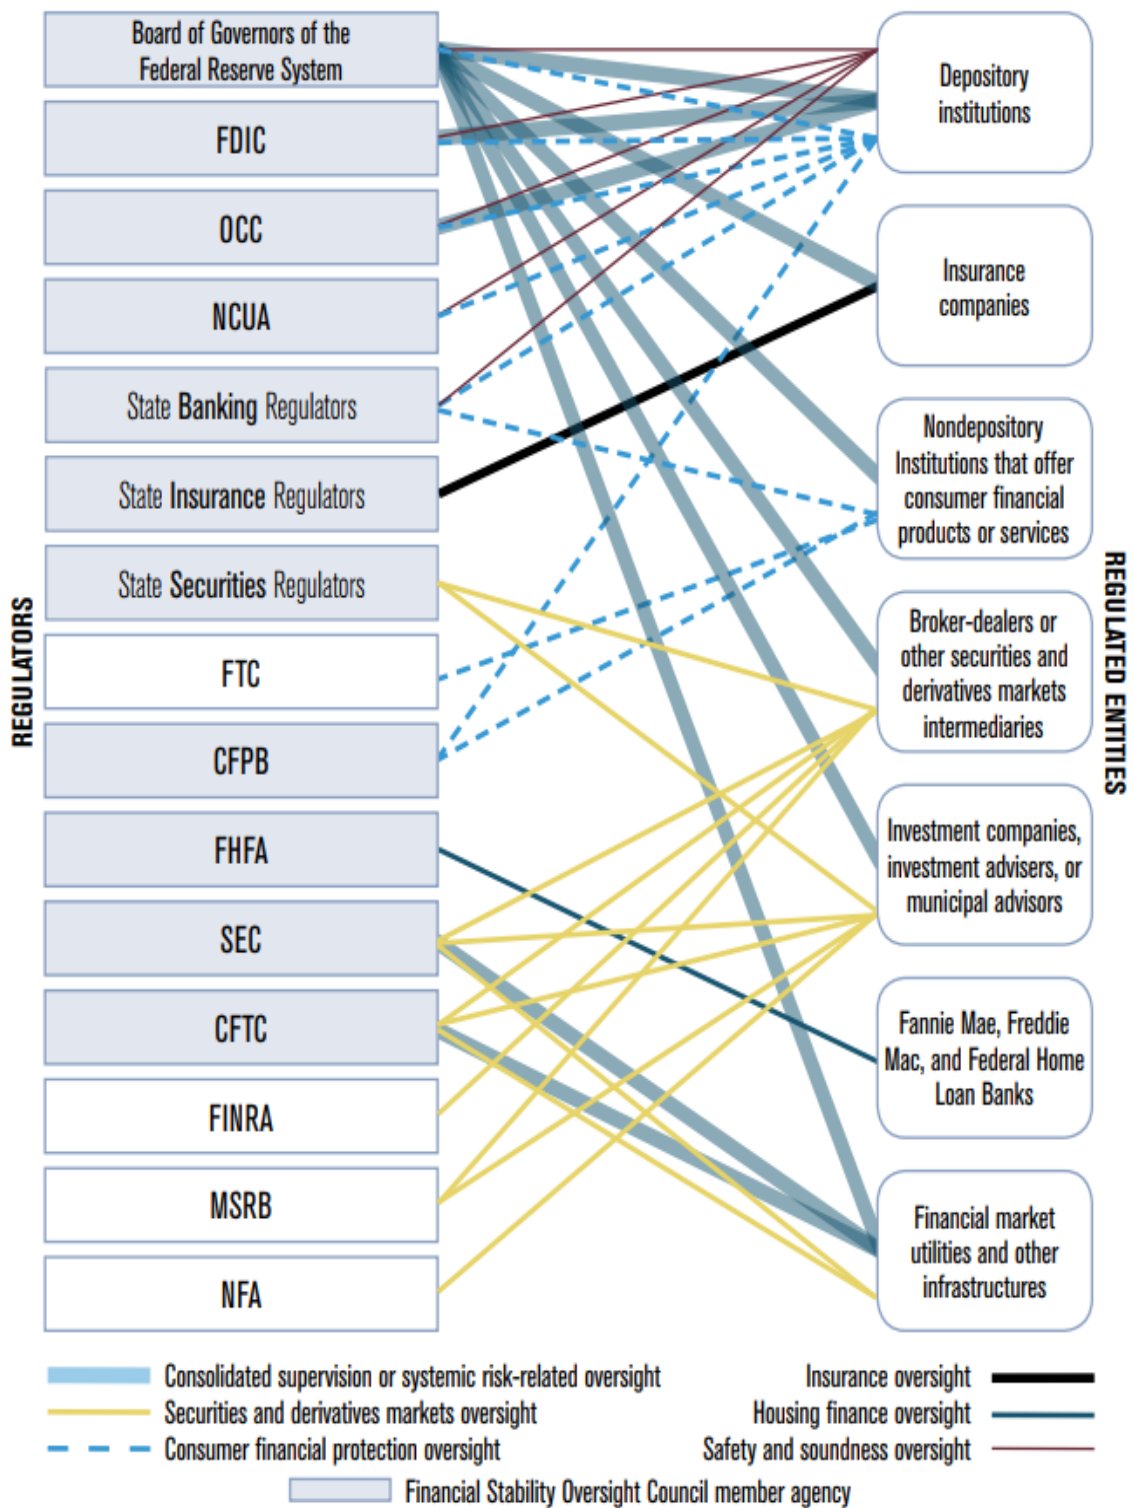 Board of Governors of the
Federal Reserve System
FDIC
OCC
NCUA
State Banking Regulators
State Insurance Regulators
State Securities Regulators
FTC
CFPB
FHFA
SEC
CFTC
FINRA
MSRB
NFA
REGULATORS
Depository
institutions
Insurance
companies
Nondepository
Institutions that offer
consumer financial
products or services
Broker-dealers or
other securities and
derivatives markets
intermediaries
Investment companies,
investment advisers, or
municipal advisors
Fannie Mae, Freddie
Mac, and Federal Home
Loan Banks
Financial market
utilities and other
infrastructures
REGULATED ENTITIES
Consolidated supervision or systemic risk-related oversight
Securities and derivatives markets oversight
Consumer financial protection oversight
Insurance oversight
Housing finance oversight
Safety and soundness oversight
Financial Stability Oversight Council member agency